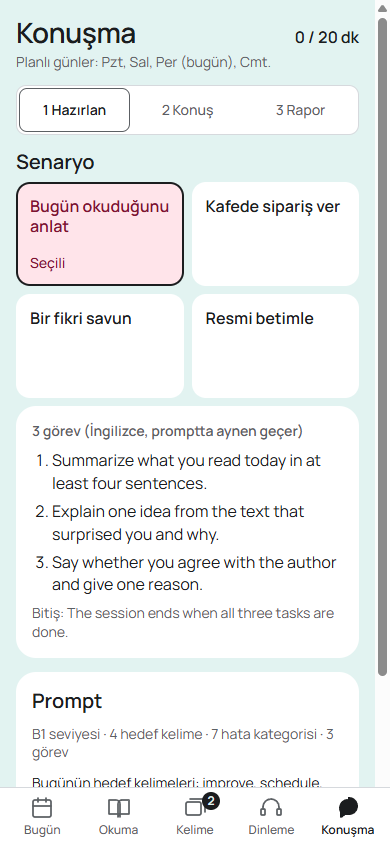 Konuşma
0 / 20 dk
Planlı günler: Pzt, Sal, Per (bugün), Cmt.
1 Hazırlan
2 Konuş
3 Rapor
Senaryo
Bugün okuduğunu
anlat
Seçili
Kafede sipariş ver
Bir fikri savun
Resmi betimle
3 görev (İngilizce, promptta aynen geçer)
1. Summarize what you read today in at
least four sentences.
2. Explain one idea from the text that
surprised you and why.
3. Say whether you agree with the author
and give one reason.
Bitiş: The session ends when all three tasks are
done.
Prompt
B1 seviyesi · 4 hedef kelime · 7 hata kategorisi · 3
görev
Bugünün hedef kelimeleri: improve, schedule,
2
Bugün
Okuma
Kelime
Dinleme
Konuşma